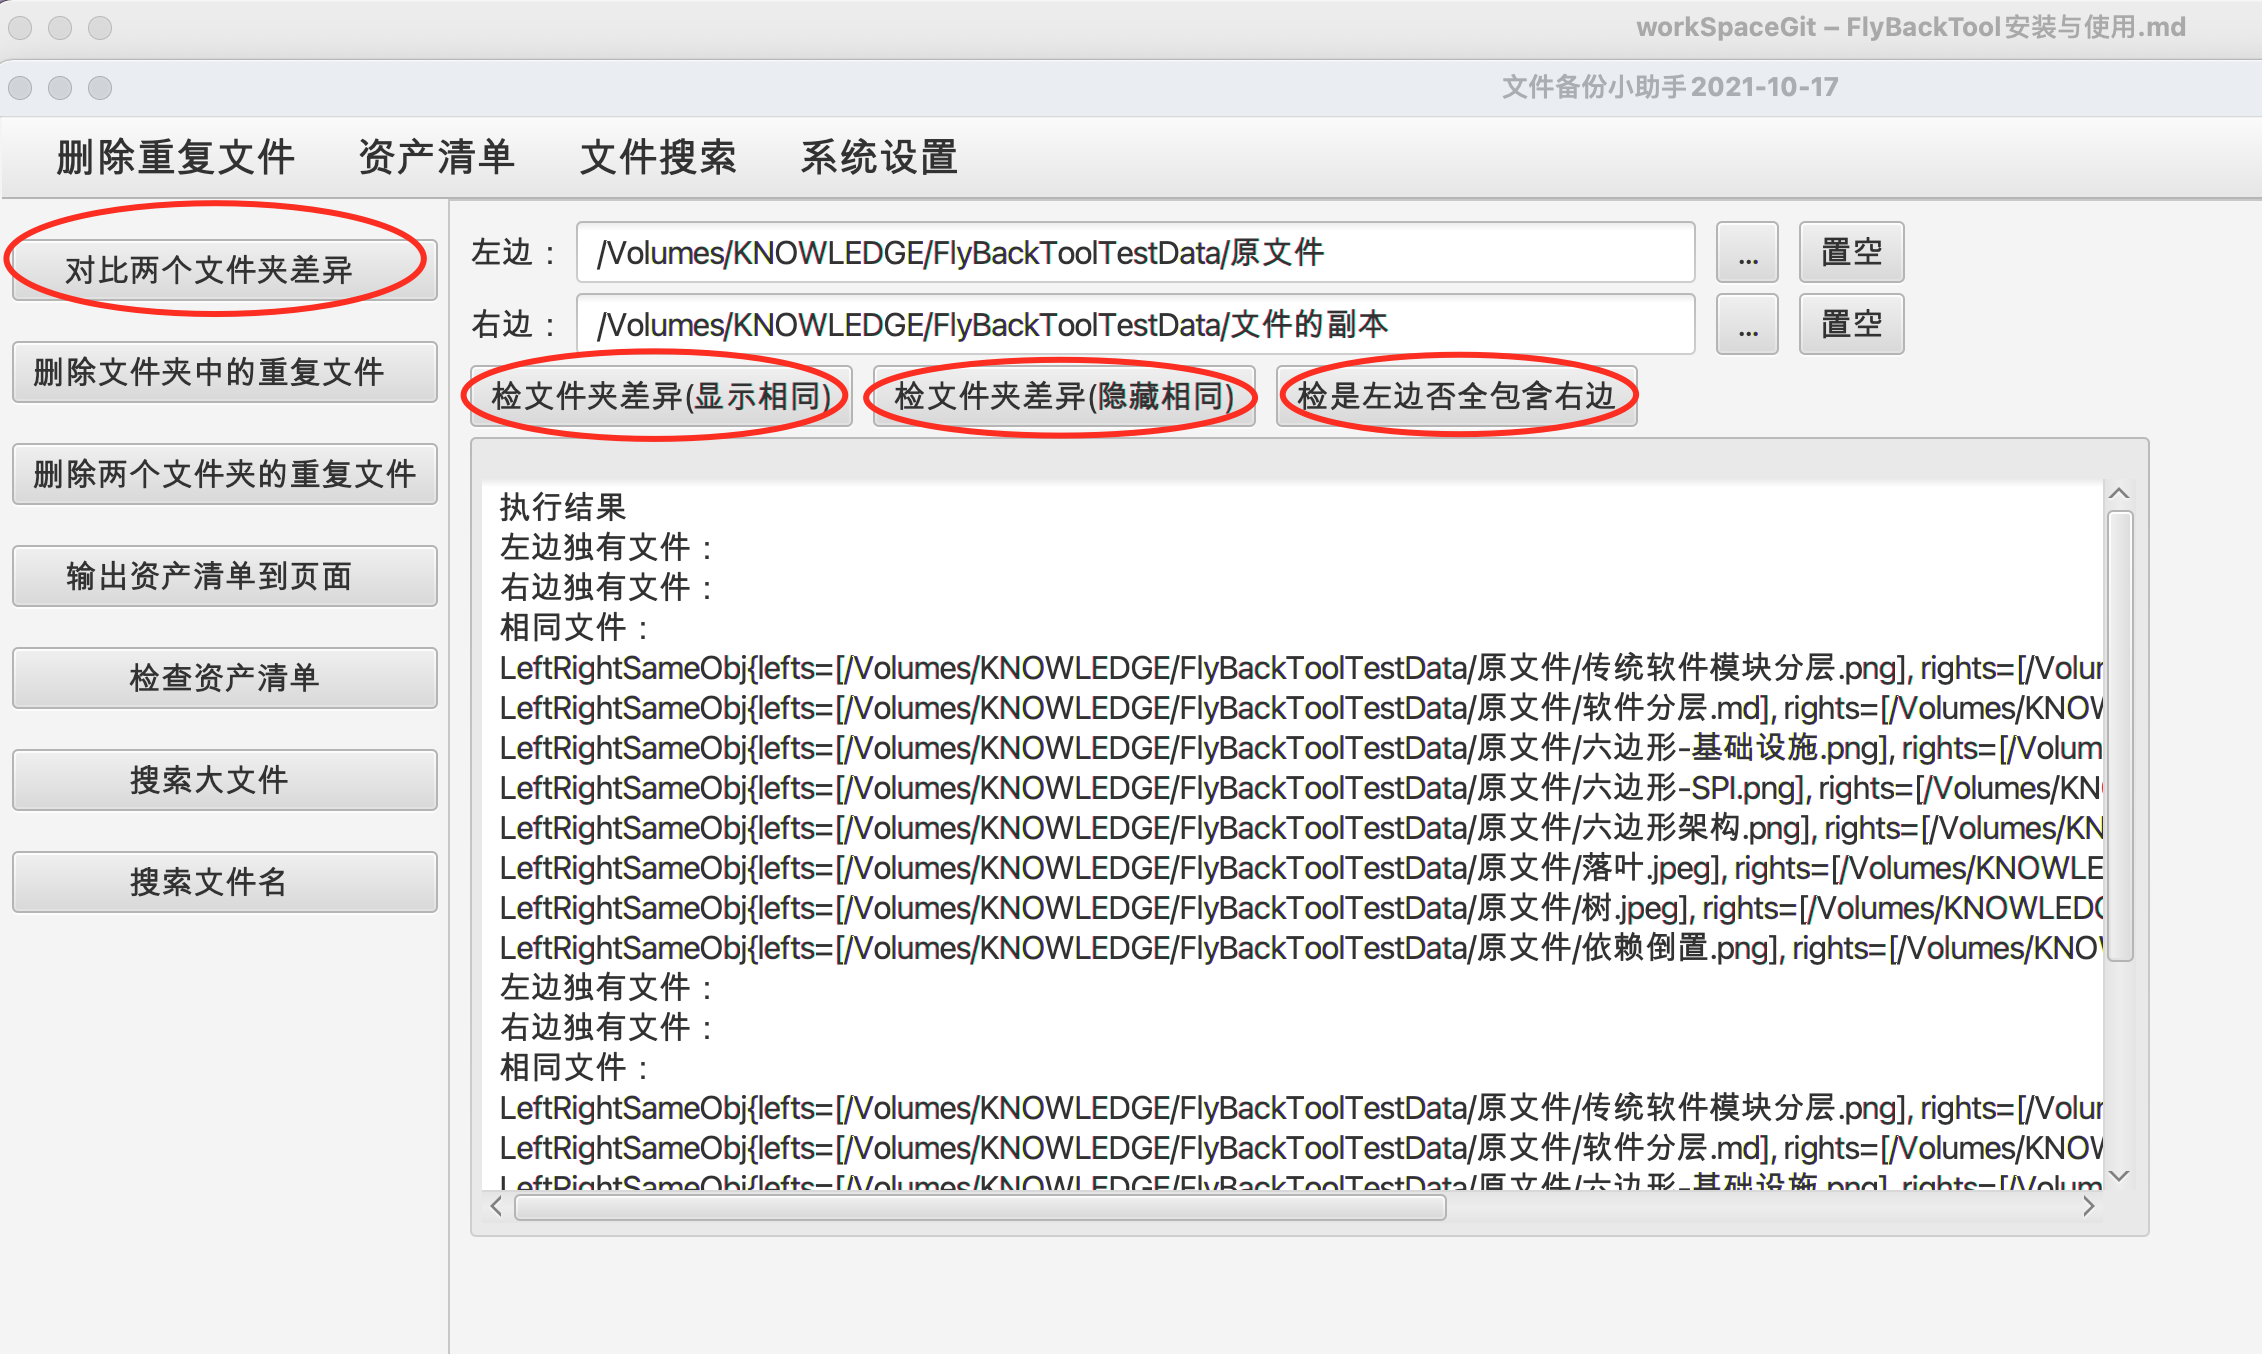 workSpaceGit – FlyBackTool安装与使用.md
文件备份小助手2021-10-17
删除重复文件 资产清单 文件搜索 系统设置
对比两个文件夹差异
删除文件夹中的重复文件
删除两个文件夹的重复文件
输出资产清单到页面
检查资产清单
搜索大文件
搜索文件名
左边： /Volumes/KNOWLEDGE/FlyBackToolTestData/原文件 ... 置空
右边： /Volumes/KNOWLEDGE/FlyBackToolTestData/文件的副本 ... 置空
检文件夹差异(显示相同) 检文件夹差异(隐藏相同) 检是左边否全包含右边
执行结果
左边独有文件：
右边独有文件：
相同文件：
LeftRightSameObj{lefts=[/Volumes/KNOWLEDGE/FlyBackToolTestData/原文件/传统软件模块分层.png], rights=[/Volum
LeftRightSameObj{lefts=[/Volumes/KNOWLEDGE/FlyBackToolTestData/原文件/软件分层.md], rights=[/Volumes/KNOW
LeftRightSameObj{lefts=[/Volumes/KNOWLEDGE/FlyBackToolTestData/原文件/六边形-基础设施.png], rights=[/Volum
LeftRightSameObj{lefts=[/Volumes/KNOWLEDGE/FlyBackToolTestData/原文件/六边形-SPI.png], rights=[/Volumes/KN
LeftRightSameObj{lefts=[/Volumes/KNOWLEDGE/FlyBackToolTestData/原文件/六边形架构.png], rights=[/Volumes/KN
LeftRightSameObj{lefts=[/Volumes/KNOWLEDGE/FlyBackToolTestData/原文件/落叶.jpeg], rights=[/Volumes/KNOWLE
LeftRightSameObj{lefts=[/Volumes/KNOWLEDGE/FlyBackToolTestData/原文件/树.jpeg], rights=[/Volumes/KNOWLEDG
LeftRightSameObj{lefts=[/Volumes/KNOWLEDGE/FlyBackToolTestData/原文件/依赖倒置.png], rights=[/Volumes/KNO
左边独有文件：
右边独有文件：
相同文件：
LeftRightSameObj{lefts=[/Volumes/KNOWLEDGE/FlyBackToolTestData/原文件/传统软件模块分层.png], rights=[/Volum
LeftRightSameObj{lefts=[/Volumes/KNOWLEDGE/FlyBackToolTestData/原文件/软件分层.md], rights=[/Volumes/KNOW
LeftRightSameObj{lefts=[/Volumes/KNOWLEDGE/FlyBackToolTestData/原文件/六边形-基础设施.png], rights=[/Volum